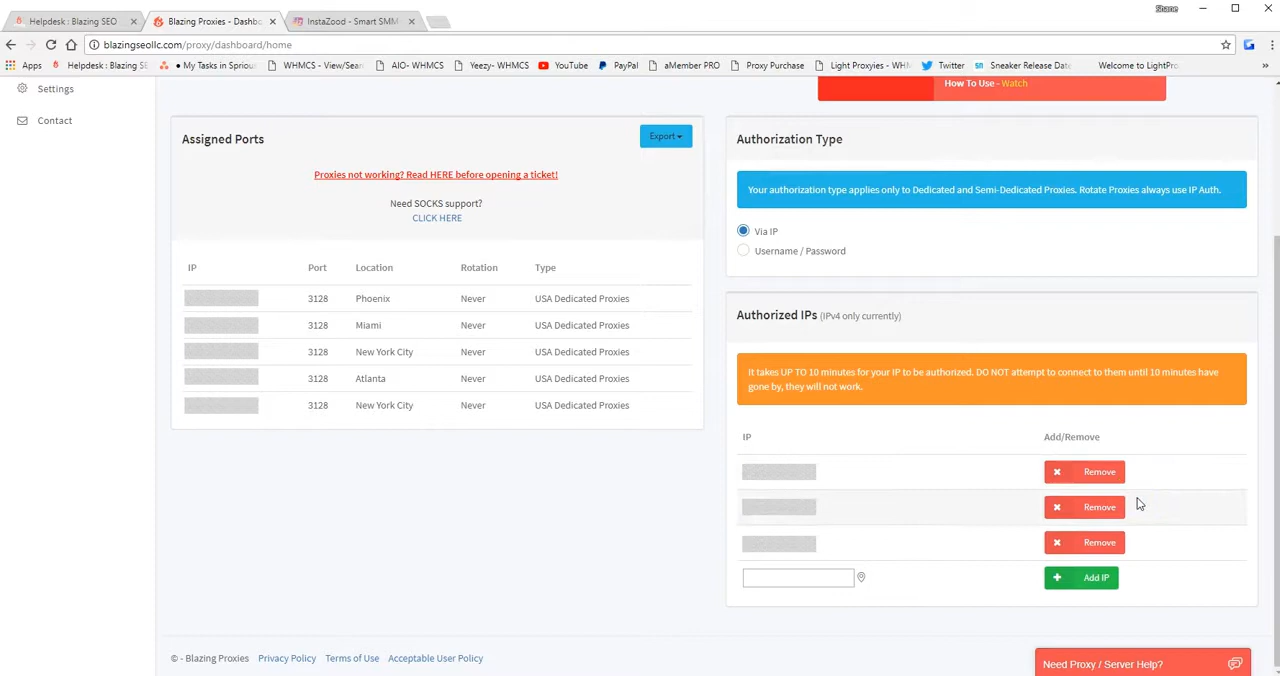 Shane
Helpdesk : Blazing SEO
Blazing Proxies - Dashbo
InstaZood - Smart SMM
blazingseollc.com/proxy/dashboard/home
Apps
Helpdesk : Blazing S
• My Tasks in Spriou
WHMCS - View/Sear
AIO- WHMCS
Yeezy- WHMCS
YouTube
PayPal
aMember PRO
Proxy Purchase
Light Proxyies - WHM
Twitter
Sneaker Release Date
Welcome to LightPro
»
Settings
Contact
How To Use - Watch
Assigned Ports
Export
Proxies not working? Read HERE before opening a ticket!
Need SOCKS support?
CLICK HERE
IP Port Location Rotation Type
3128 Phoenix Never USA Dedicated Proxies
3128 Miami Never USA Dedicated Proxies
3128 New York City Never USA Dedicated Proxies
3128 Atlanta Never USA Dedicated Proxies
3128 New York City Never USA Dedicated Proxies
Authorization Type
Your authorization type applies only to Dedicated and Semi-Dedicated Proxies. Rotate Proxies always use IP Auth.
Via IP
Username / Password
Authorized IPs (IPv4 only currently)
It takes UP TO 10 minutes for your IP to be authorized. DO NOT attempt to connect to them until 10 minutes have
gone by, they will not work.
IP Add/Remove
Remove
Remove
Remove
Add IP
© - Blazing Proxies Privacy Policy Terms of Use Acceptable User Policy
Need Proxy / Server Help?